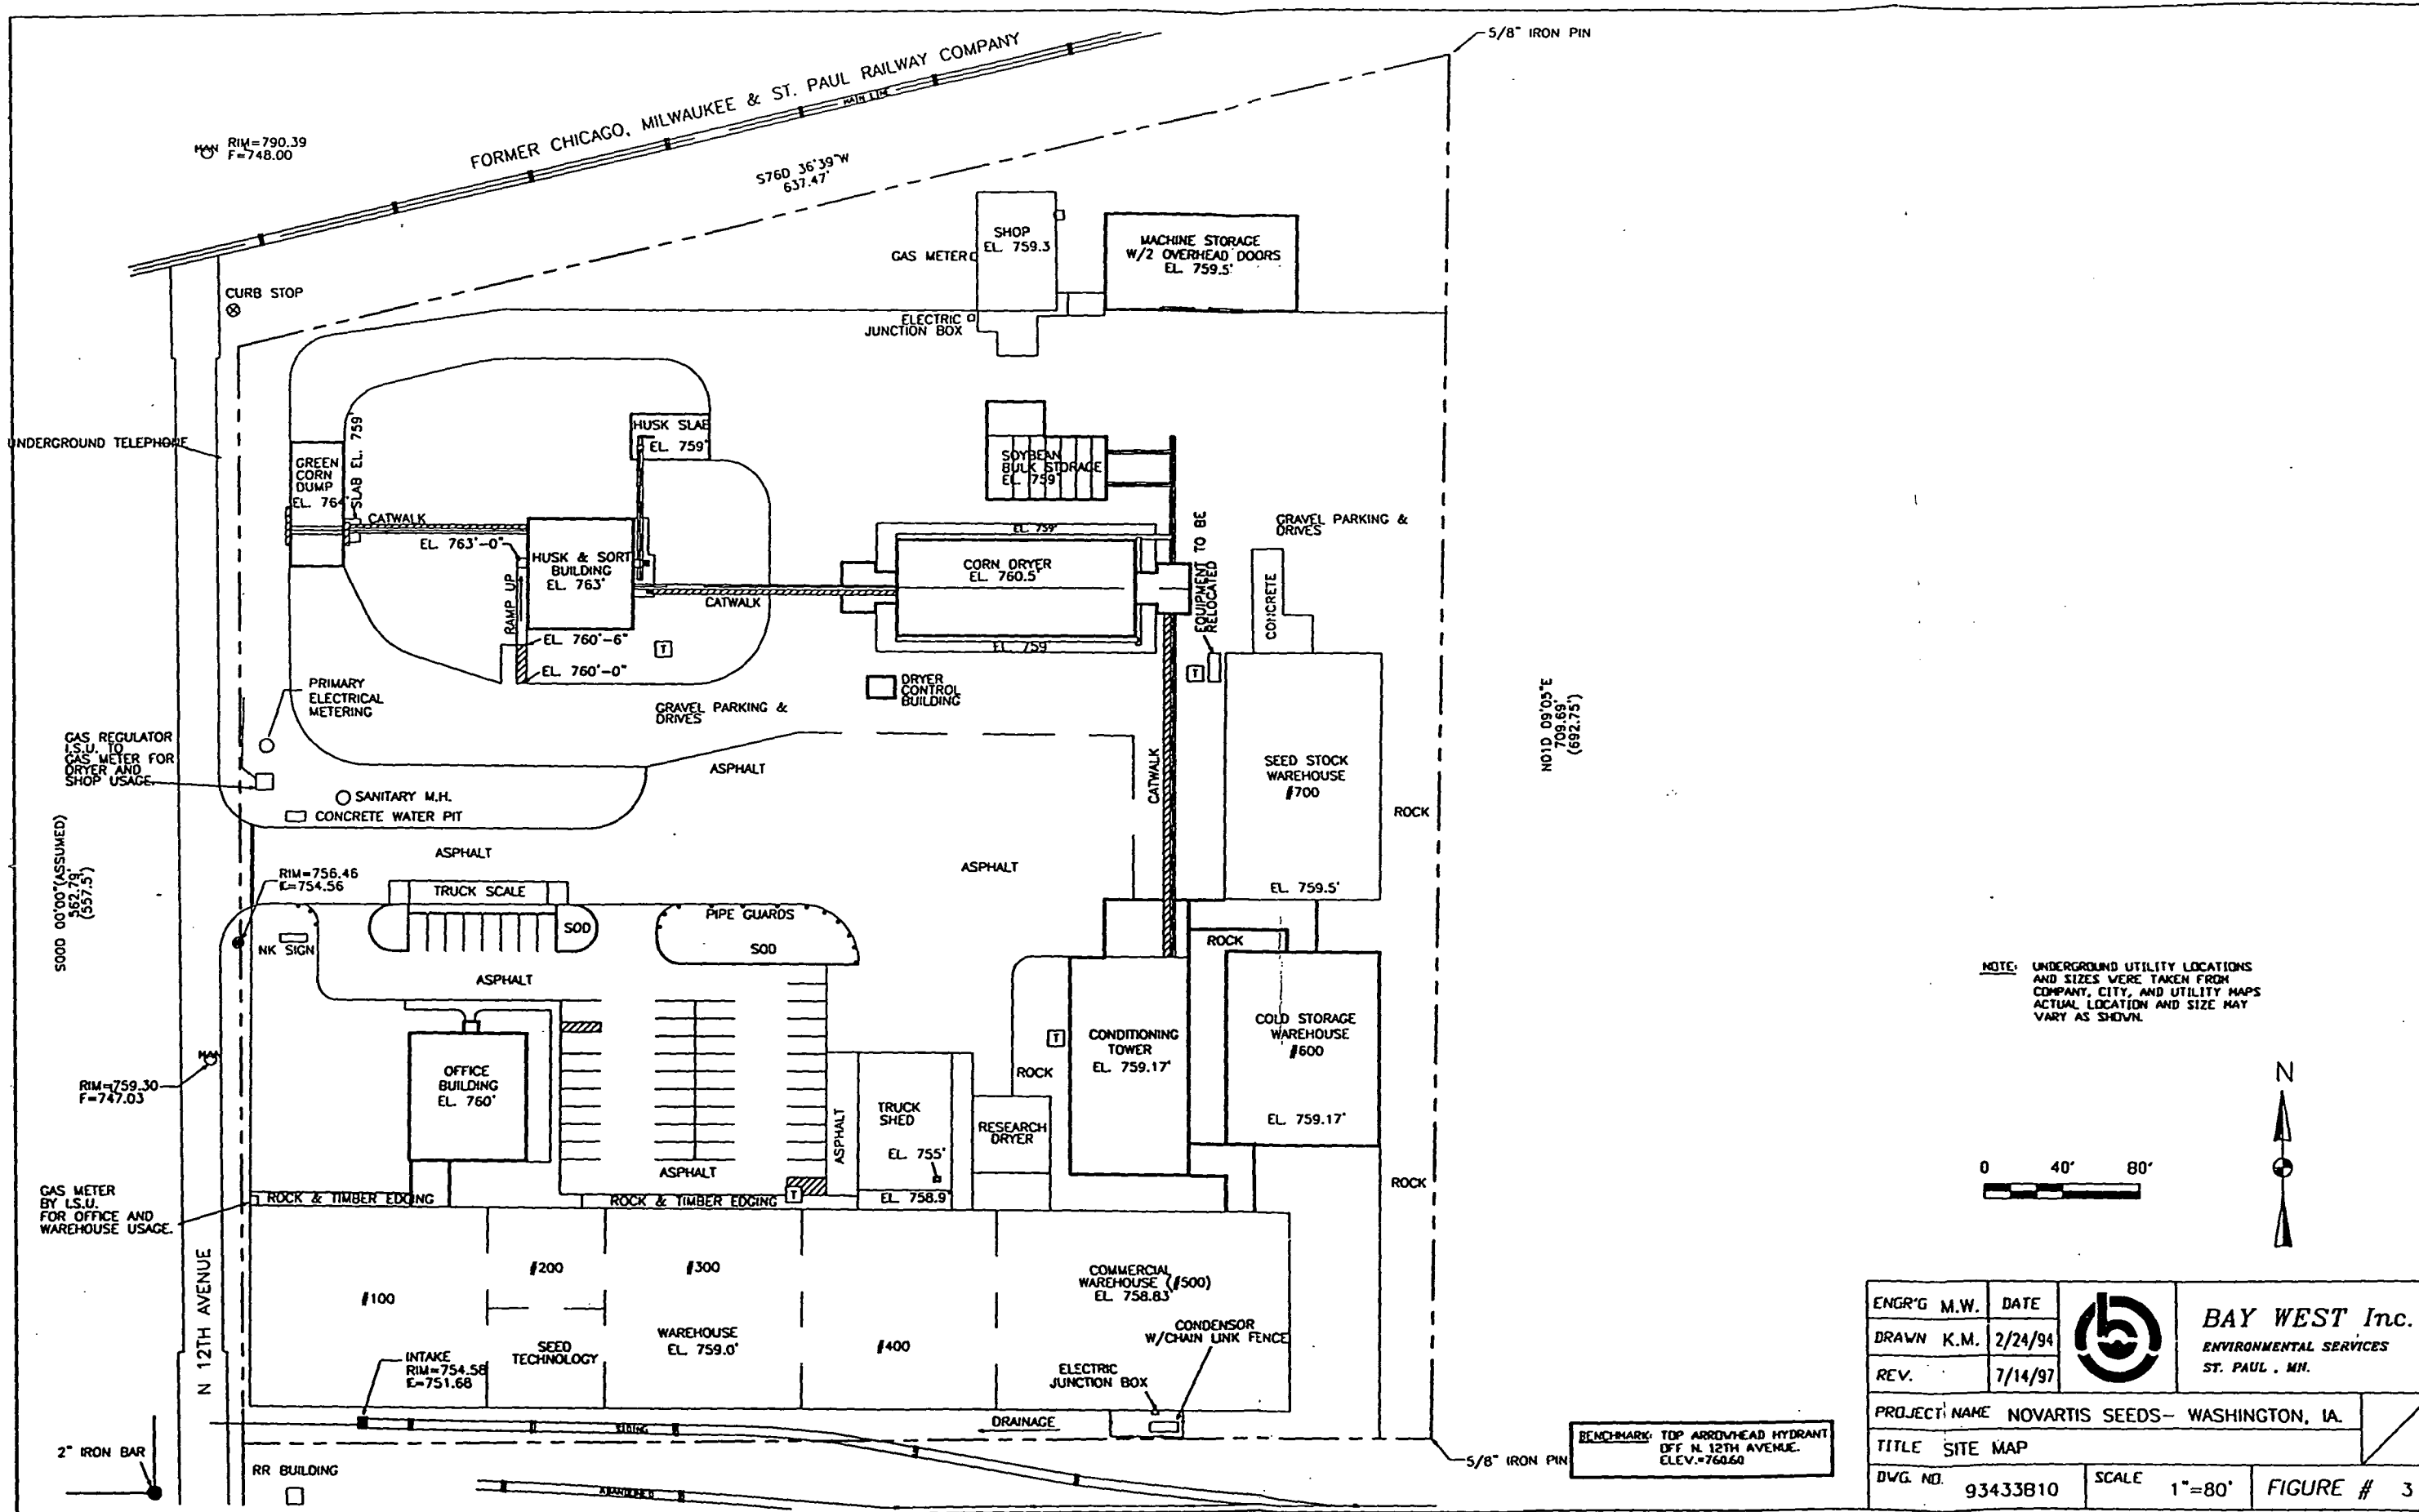 5/8" IRON PIN
FORMER CHICAGO, MILWAUKEE & ST. PAUL RAILWAY COMPANY
MAIN LINE
MAN
RIM=790.39
F=748.00
S76D 36'39"W
637.47'
SHOP
EL. 759.3
GAS METER
MACHINE STORAGE
W/2 OVERHEAD DOORS
EL. 759.5'
CURB STOP
ELECTRIC
JUNCTION BOX
UNDERGROUND TELEPHONE
GREEN
CORN
DUMP
EL. 764'
SLAB EL. 759'
HUSK SLAB
EL. 759'
SOYBEAN
BULK STORAGE
EL. 759'
CATWALK
EL. 763'-0"
HUSK & SORT
BUILDING
EL. 763'
RAMP UP
CATWALK
EL. 759'
CORN DRYER
EL. 760.5'
EL. 759'
EQUIPMENT TO BE
RELOCATED
GRAVEL PARKING &
DRIVES
CONCRETE
EL. 760'-6"
T
EL. 760'-0"
T
PRIMARY
ELECTRICAL
METERING
DRYER
CONTROL
BUILDING
GRAVEL PARKING &
DRIVES
N01D 09'05"E
709.69'
(692.75')
GAS REGULATOR
I.S.U. TO
GAS METER FOR
DRYER AND
SHOP USAGE.
ASPHALT
CATWALK
SEED STOCK
WAREHOUSE
#700
ROCK
SANITARY M.H.
CONCRETE WATER PIT
S00D 00'00"(ASSUMED)
562.79'
(557.5')
ASPHALT
ASPHALT
RIM=756.46
E=754.56
TRUCK SCALE
EL. 759.5'
PIPE GUARDS
SOD
SOD
NK SIGN
ROCK
ASPHALT
NOTE: UNDERGROUND UTILITY LOCATIONS
AND SIZES WERE TAKEN FROM
COMPANY, CITY, AND UTILITY MAPS
ACTUAL LOCATION AND SIZE MAY
VARY AS SHOWN.
COLD STORAGE
WAREHOUSE
#600
T
CONDITIONING
TOWER
EL. 759.17'
MAN
RIM=759.30
F=747.03
OFFICE
BUILDING
EL. 760'
ROCK
N
TRUCK
SHED
EL. 759.17'
ASPHALT
RESEARCH
DRYER
EL. 755'
ASPHALT
0 40' 80'
ROCK
GAS METER
BY I.S.U.
FOR OFFICE AND
WAREHOUSE USAGE.
ROCK & TIMBER EDGING
ROCK & TIMBER EDGING
T
EL. 758.9'
N 12TH AVENUE
#100
#200
#300
COMMERCIAL
WAREHOUSE (#500)
EL. 758.83'
SEED
TECHNOLOGY
WAREHOUSE
EL. 759.0'
#400
CONDENSOR
W/CHAIN LINK FENCE
INTAKE
RIM=754.58
E=751.68
ELECTRIC
JUNCTION BOX
DRAINAGE
SIDING
2" IRON BAR
RR BUILDING
ABANDONED
5/8" IRON PIN
BENCHMARK: TOP ARROWHEAD HYDRANT
OFF N. 12TH AVENUE.
ELEV.=760.60
ENGR'G M.W. DATE
DRAWN K.M. 2/24/94
REV. 7/14/97
b
BAY WEST Inc.
ENVIRONMENTAL SERVICES
ST. PAUL , MN.
PROJECT NAME NOVARTIS SEEDS- WASHINGTON, IA.
TITLE SITE MAP
DWG. NO. 93433B10
SCALE 1"=80'
FIGURE # 3